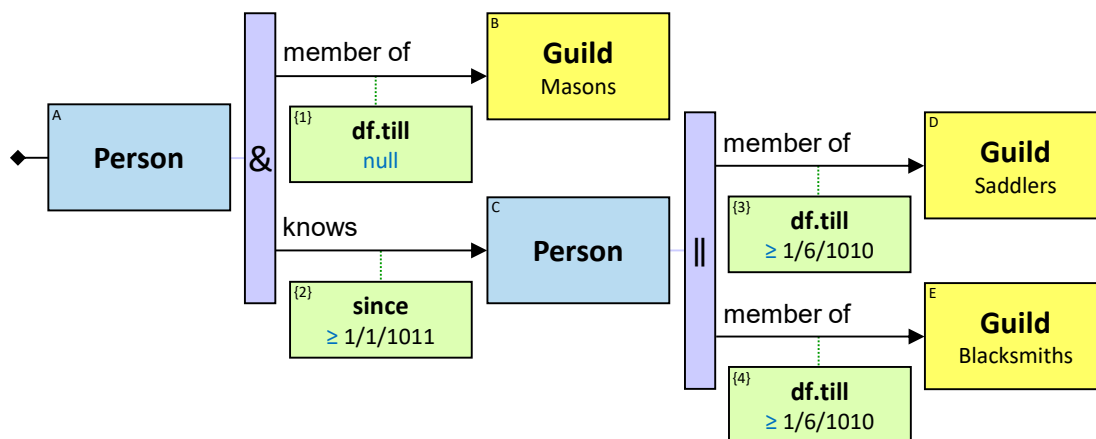 A
Person
&
member of
{1}
df.till
null
B
Guild
Masons
knows
{2}
since
≥ 1/1/1011
C
Person
||
member of
{3}
df.till
≥ 1/6/1010
D
Guild
Saddlers
member of
{4}
df.till
≥ 1/6/1010
E
Guild
Blacksmiths